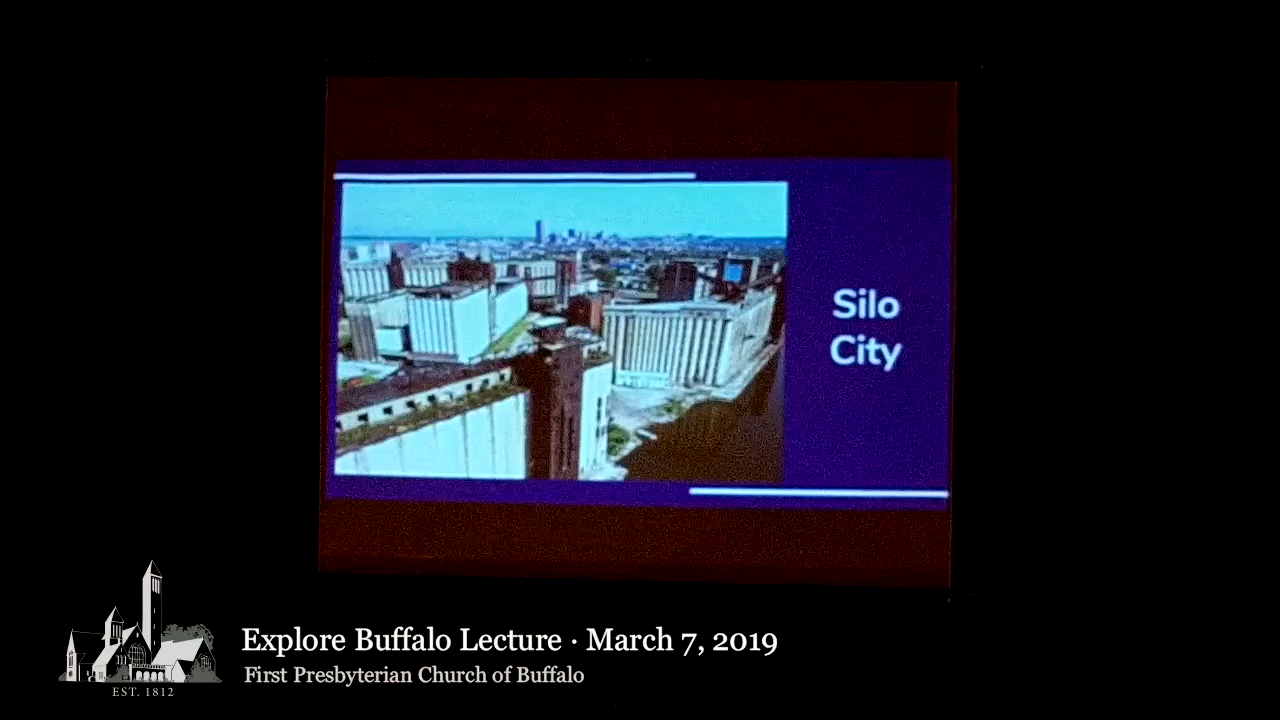 Silo
City
Explore Buffalo Lecture · March 7, 2019
First Presbyterian Church of Buffalo
EST. 1812